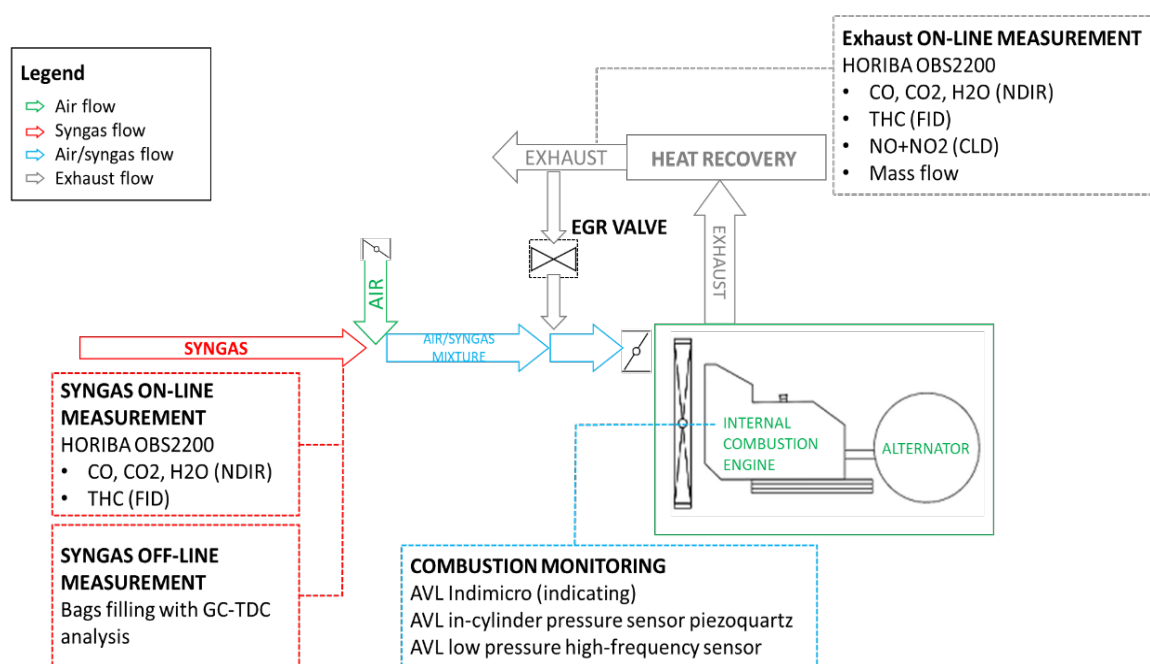 Legend
Air flow
Syngas flow
Air/syngas flow
Exhaust flow
Exhaust ON-LINE MEASUREMENT
HORIBA OBS2200
• CO, CO2, H2O (NDIR)
• THC (FID)
• NO+NO2 (CLD)
• Mass flow
EXHAUST
HEAT RECOVERY
EGR VALVE
EXHAUST
AIR
SYNGAS
AIR/SYNGAS
MIXTURE
SYNGAS ON-LINE
MEASUREMENT
HORIBA OBS2200
• CO, CO2, H2O (NDIR)
• THC (FID)
SYNGAS OFF-LINE
MEASUREMENT
Bags filling with GC-TDC
analysis
INTERNAL
COMBUSTION
ENGINE
ALTERNATOR
COMBUSTION MONITORING
AVL Indimicro (indicating)
AVL in-cylinder pressure sensor piezoquartz
AVL low pressure high-frequency sensor